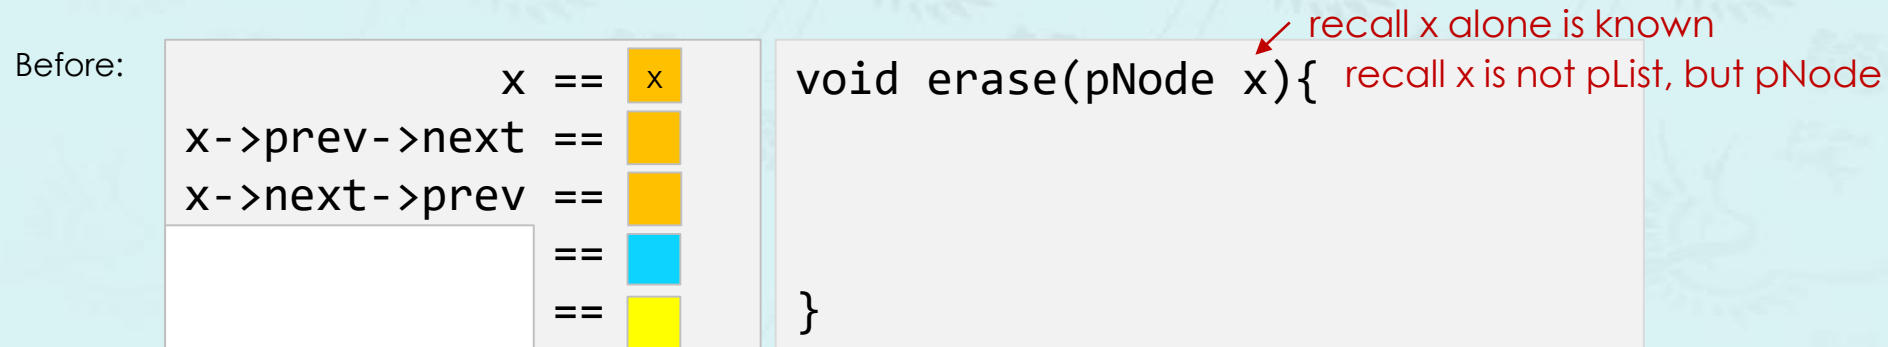 recall x alone is known
Before:
x == x
void erase(pNode x){ recall x is not pList, but pNode
x->prev->next ==
x->next->prev ==
==
==
}